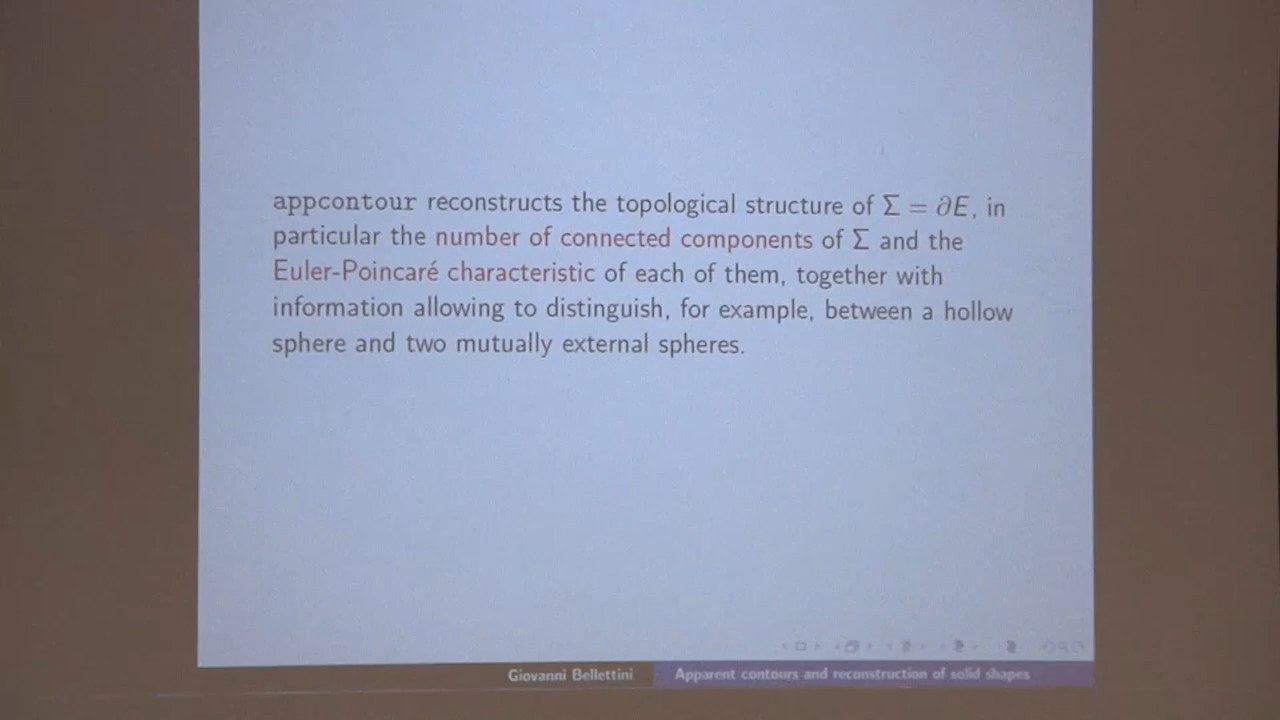 appcontour reconstructs the topological structure of Σ = ∂E, in
particular the number of connected components of Σ and the
Euler-Poincaré characteristic of each of them, together with
information allowing to distinguish, for example, between a hollow
sphere and two mutually external spheres.
Giovanni Bellettini
Apparent contours and reconstruction of solid shapes